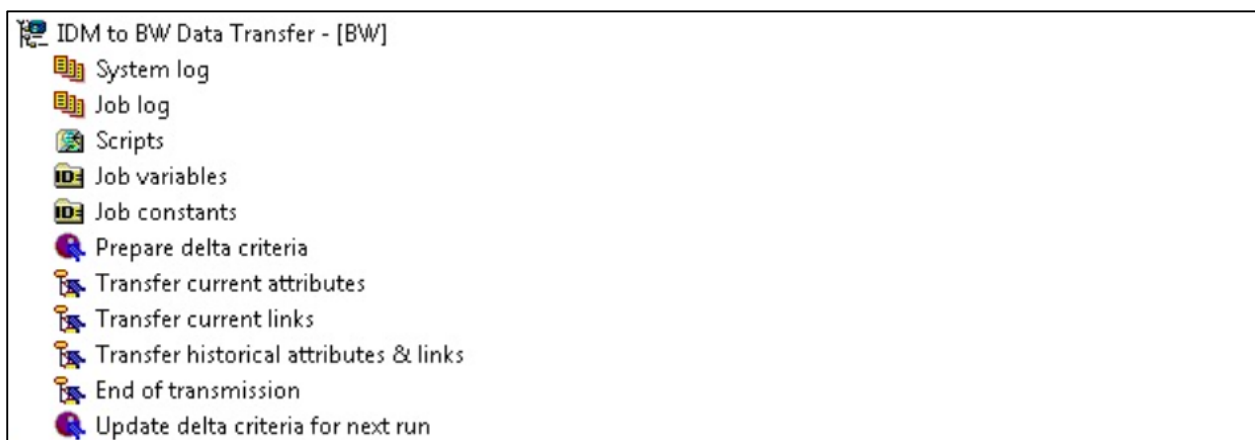 IDM to BW Data Transfer - [BW]
System log
Job log
Scripts
Job variables
Job constants
Prepare delta criteria
Transfer current attributes
Transfer current links
Transfer historical attributes & links
End of transmission
Update delta criteria for next run